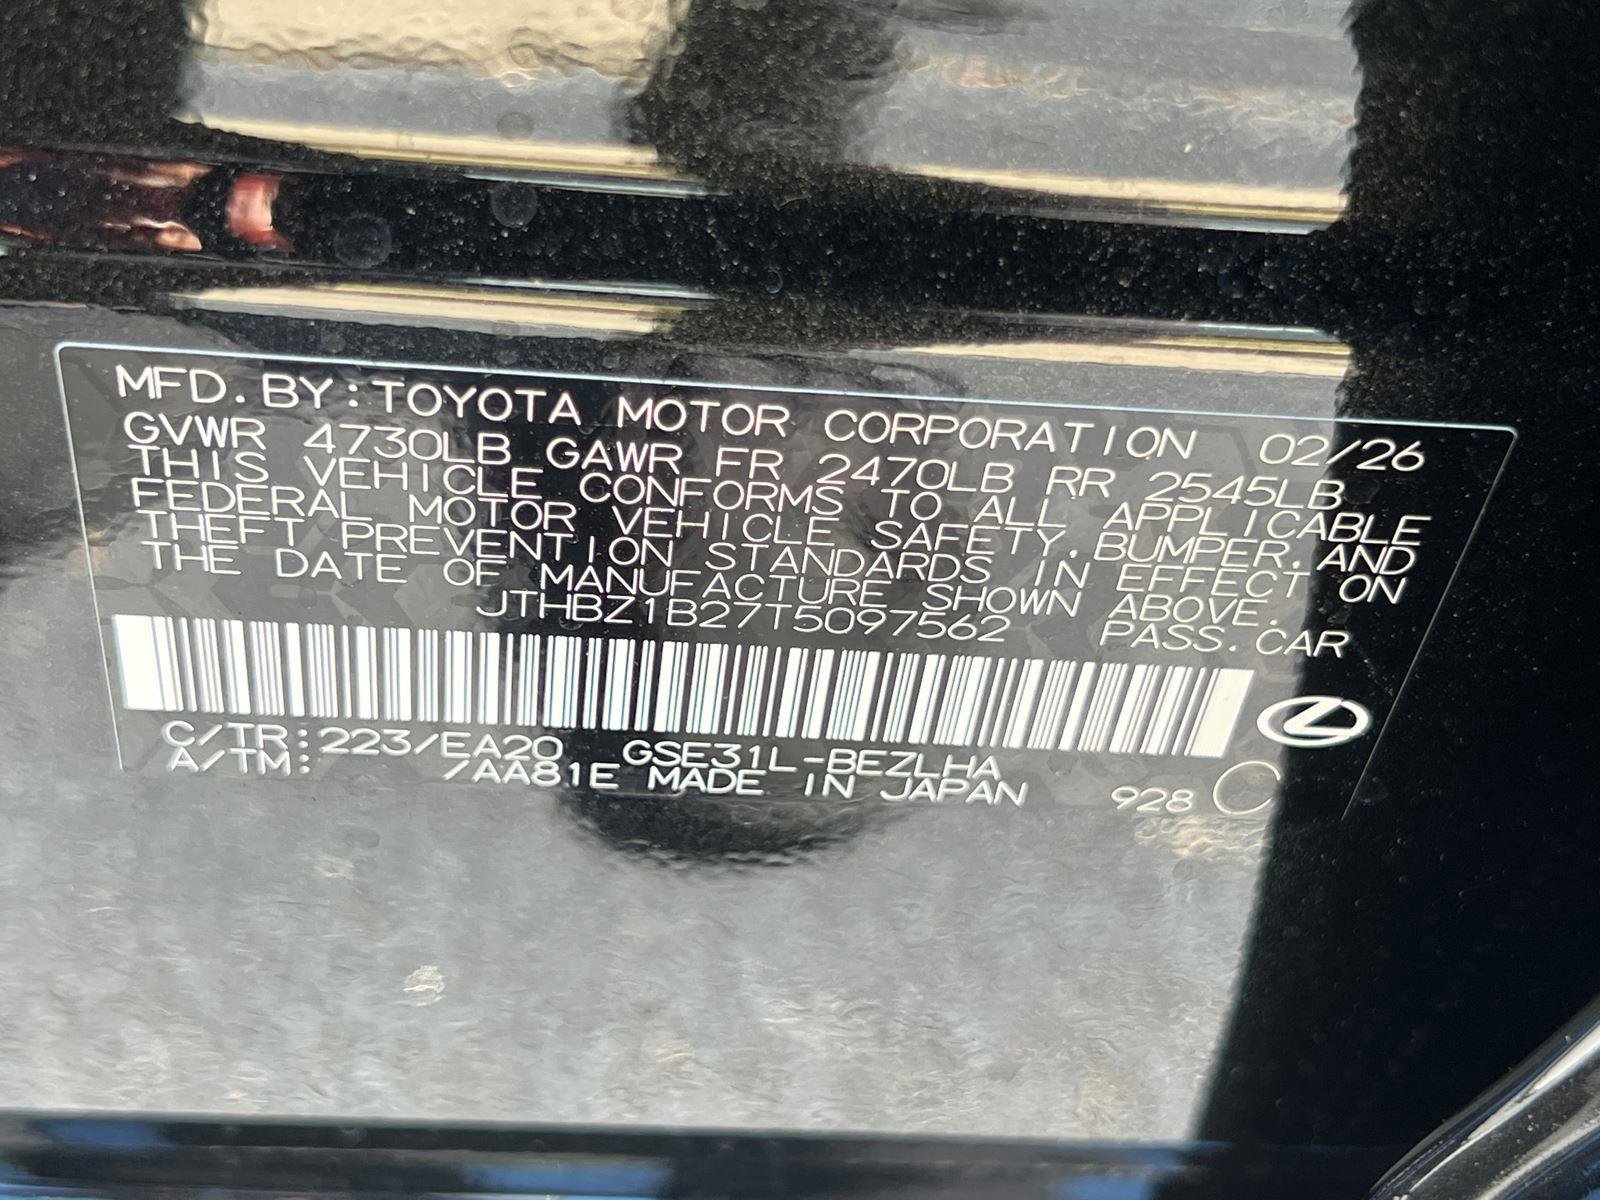 MFD.BY:TOYOTA MOTOR CORPORATION 02/26
GVWR 4730LB GAWR FR 2470LB RR 2545LB
THIS VEHICLE CONFORMS TO ALL APPLICABLE
FEDERAL MOTOR VEHICLE SAFETY,BUMPER,AND
THEFT PREVENTION STANDARDS IN EFFECT ON
THE DATE OF MANUFACTURE SHOWN ABOVE.
JTHBZ1B27T5097562 PASS.CAR
C/TR:223/EA20 GSE31L-BEZLHA
A/TM: /AA81E MADE IN JAPAN 928